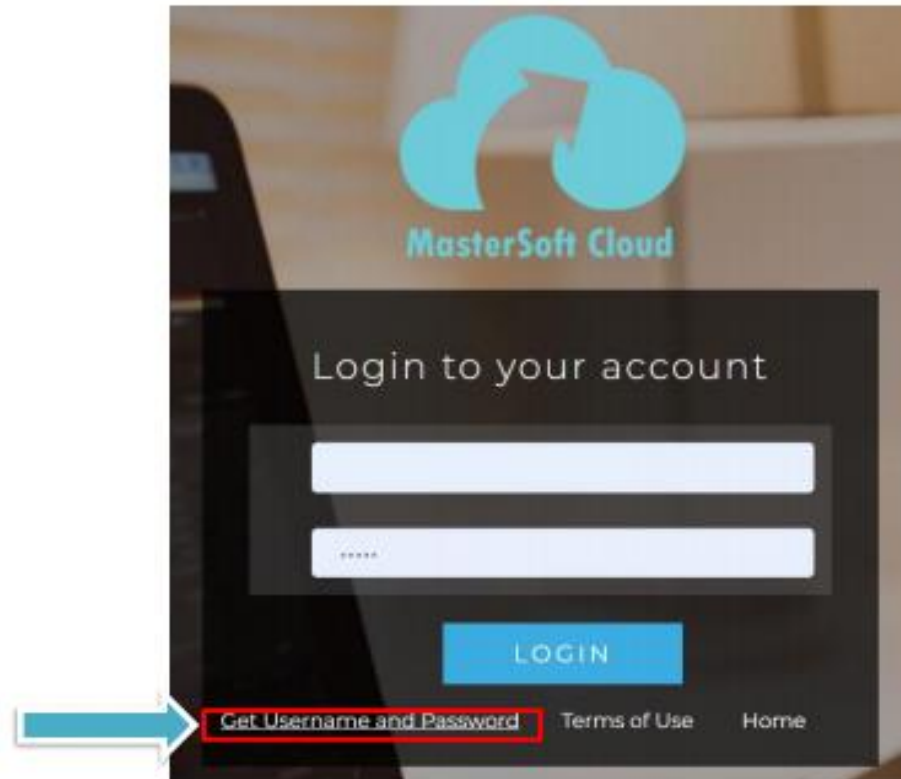 MasterSoft Cloud
Login to your account
.....
LOGIN
Get Username and Password Terms of Use Home